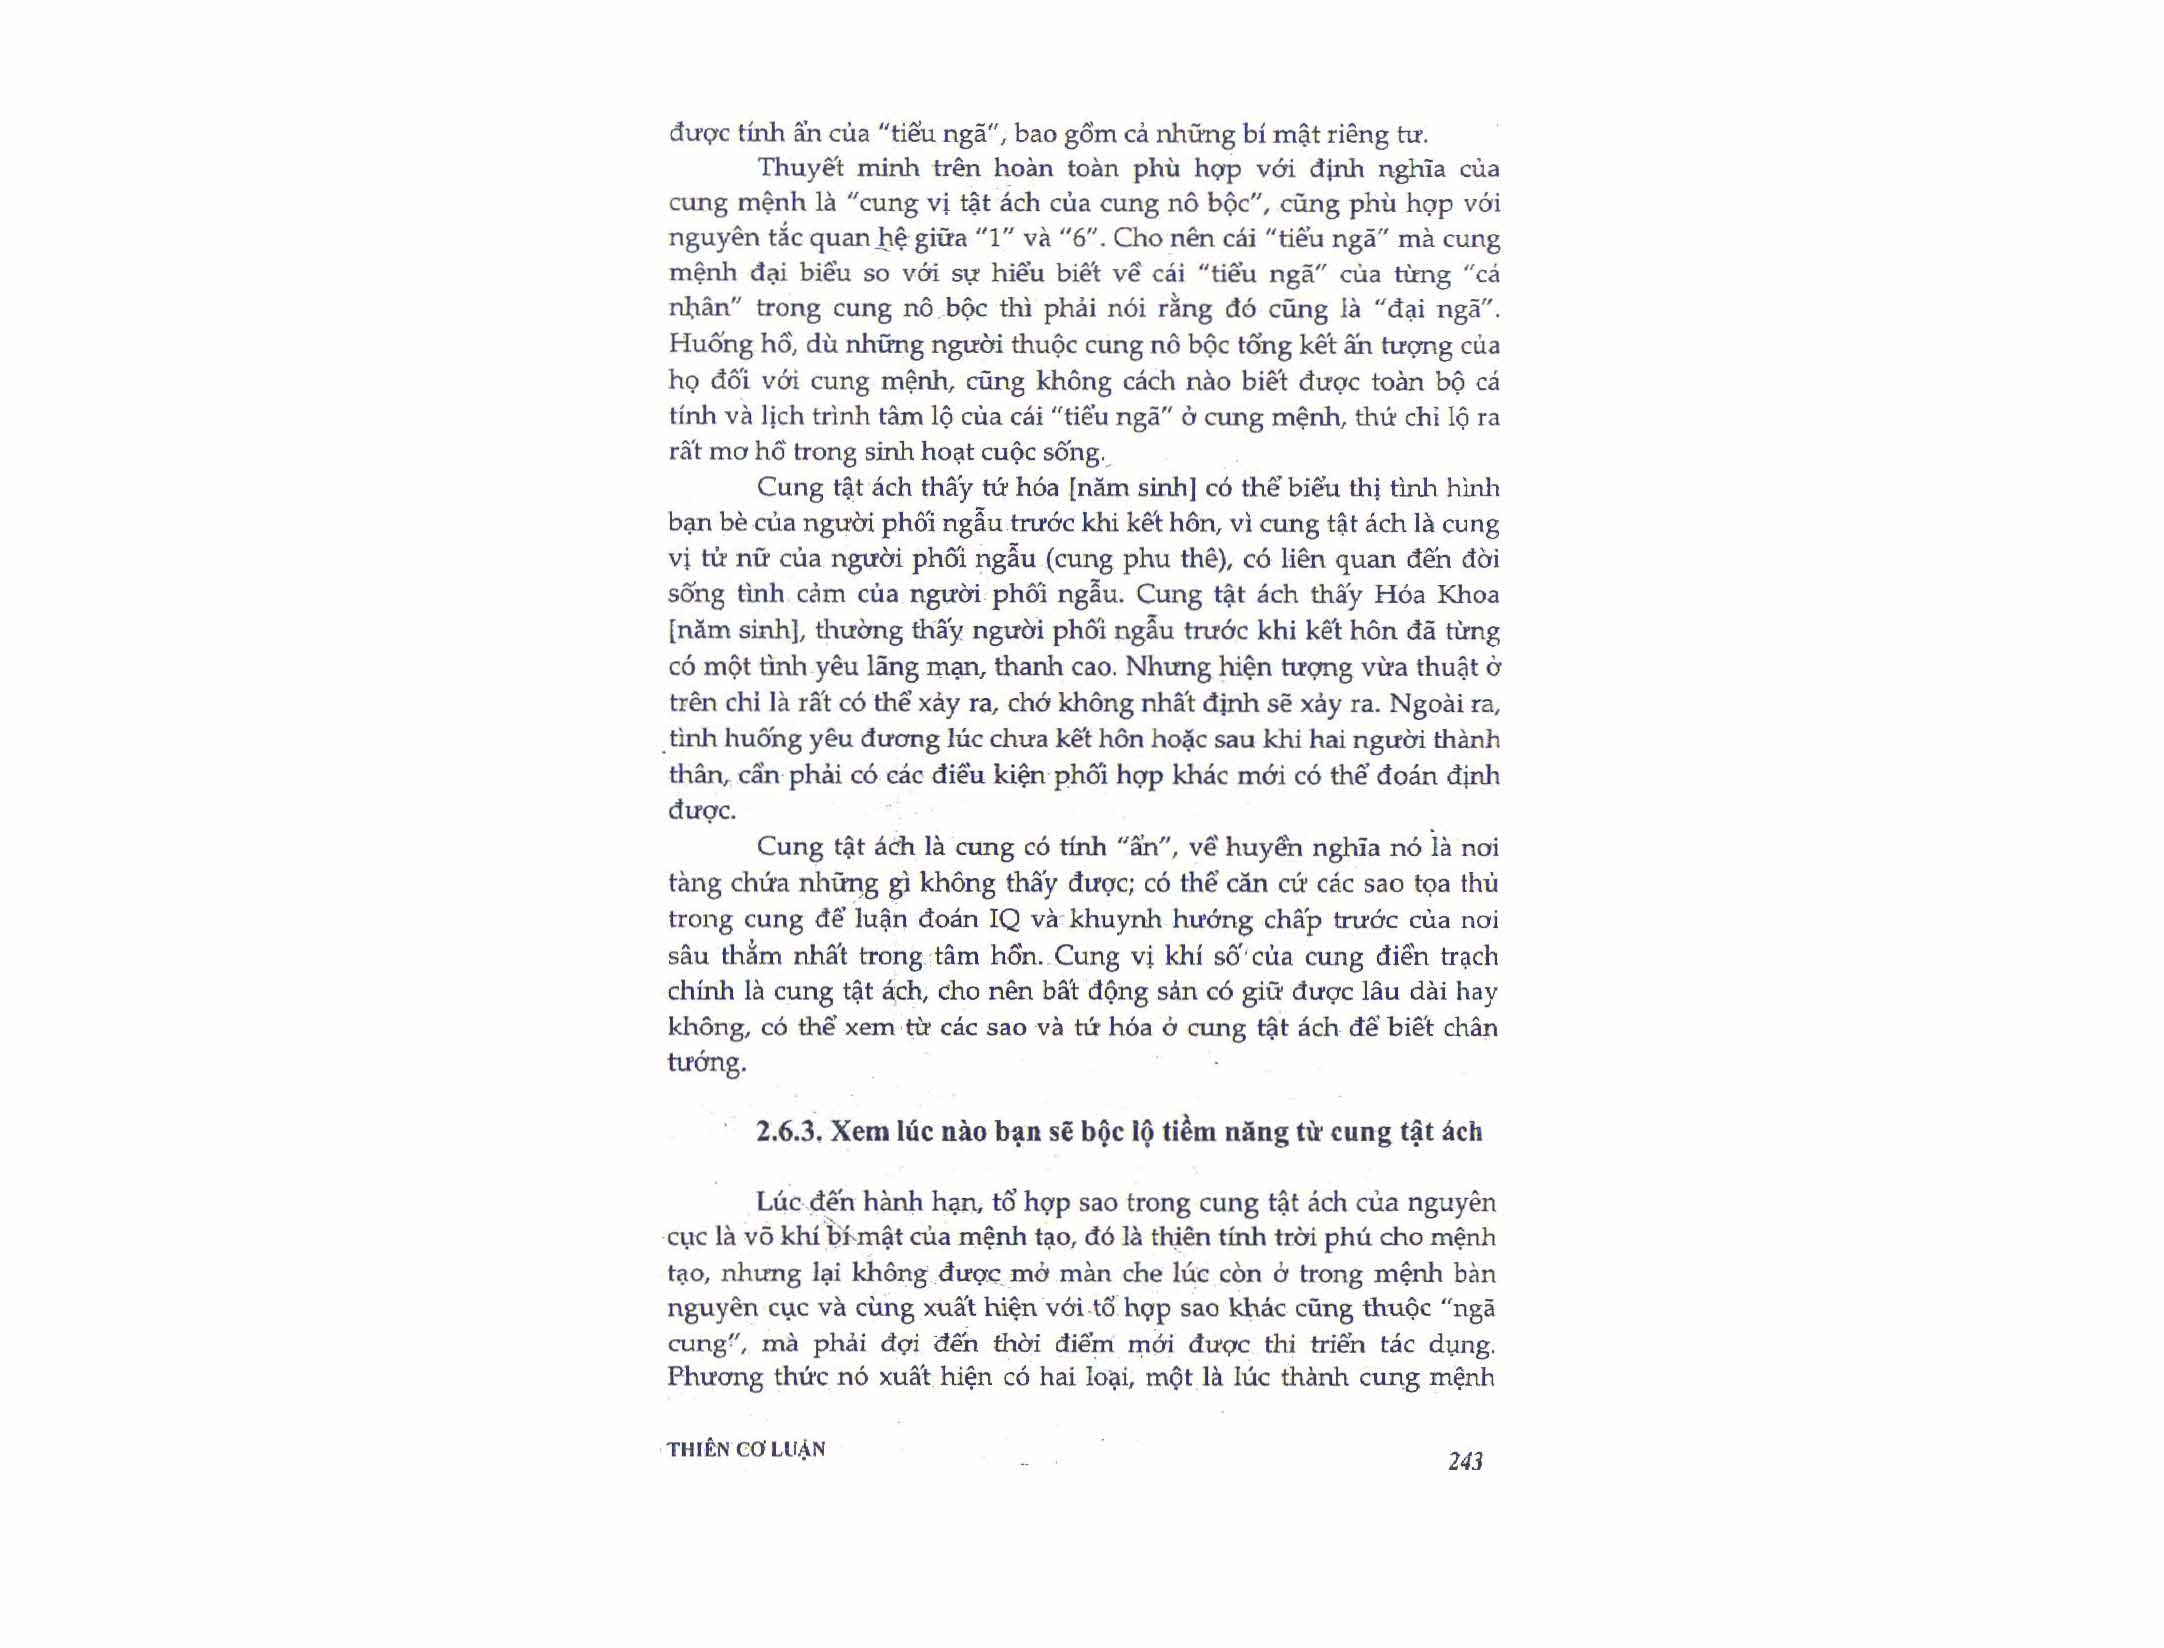 được tính ẩn của "tiểu ngã", bao gồm cả những bí mật riêng tư.
Thuyết minh trên hoàn toàn phù hợp với định nghĩa của
cung mệnh là "cung vị tật ách của cung nô bộc", cũng phù hợp với
nguyên tắc quan hệ giữa "1" và "6". Cho nên cái "tiểu ngã" mà cung
mệnh đại biểu so với sự hiểu biết về cái "tiểu ngã" của từng "cá
nhân" trong cung nô bộc thì phải nói rằng đó cũng là "đại ngã".
Huống hồ, dù những người thuộc cung nô bộc tổng kết ấn tượng của
họ đối với cung mệnh, cũng không cách nào biết được toàn bộ cá
tính và lịch trình tâm lộ của cái "tiểu ngã" ở cung mệnh, thứ chỉ lộ ra
rất mơ hồ trong sinh hoạt cuộc sống.
Cung tật ách thấy tứ hóa [năm sinh] có thể biểu thị tình hình
bạn bè của người phối ngẫu trước khi kết hôn, vì cung tật ách là cung
vị tử nữ của người phối ngẫu (cung phu thê), có liên quan đến đời
sống tình cảm của người phối ngẫu. Cung tật ách thấy Hóa Khoa
[năm sinh], thường thấy người phối ngẫu trước khi kết hôn đã từng
có một tình yêu lãng mạn, thanh cao. Nhưng hiện tượng vừa thuật ở
trên chỉ là rất có thể xảy ra, chớ không nhất định sẽ xảy ra. Ngoài ra,
tình huống yêu đương lúc chưa kết hôn hoặc sau khi hai người thành
thân, cần phải có các điều kiện phối hợp khác mới có thể đoán định
được.
Cung tật ách là cung có tính "ẩn", về huyền nghĩa nó là nơi
tàng chứa những gì không thấy được; có thể căn cứ các sao tọa thủ
trong cung để luận đoán IQ và khuynh hướng chấp trước của nơi
sâu thẳm nhất trong tâm hồn. Cung vị khí số của cung điền trạch
chính là cung tật ách, cho nên bất động sản có giữ được lâu dài hay
không, có thể xem từ các sao và tứ hóa ở cung tật ách để biết chân
tướng.
2.6.3. Xem lúc nào bạn sẽ bộc lộ tiềm năng từ cung tật ách
Lúc đến hành hạn, tổ hợp sao trong cung tật ách của nguyên
cục là võ khí bí mật của mệnh tạo, đó là thiên tính trời phú cho mệnh
tạo, nhưng lại không được mở màn che lúc còn ở trong mệnh bàn
nguyên cục và cùng xuất hiện với tổ hợp sao khác cũng thuộc "ngã
cung", mà phải đợi đến thời điểm mới được thi triển tác dụng.
Phương thức nó xuất hiện có hai loại, một là lúc thành cung mệnh
THIÊN CƠ LUẬN
243